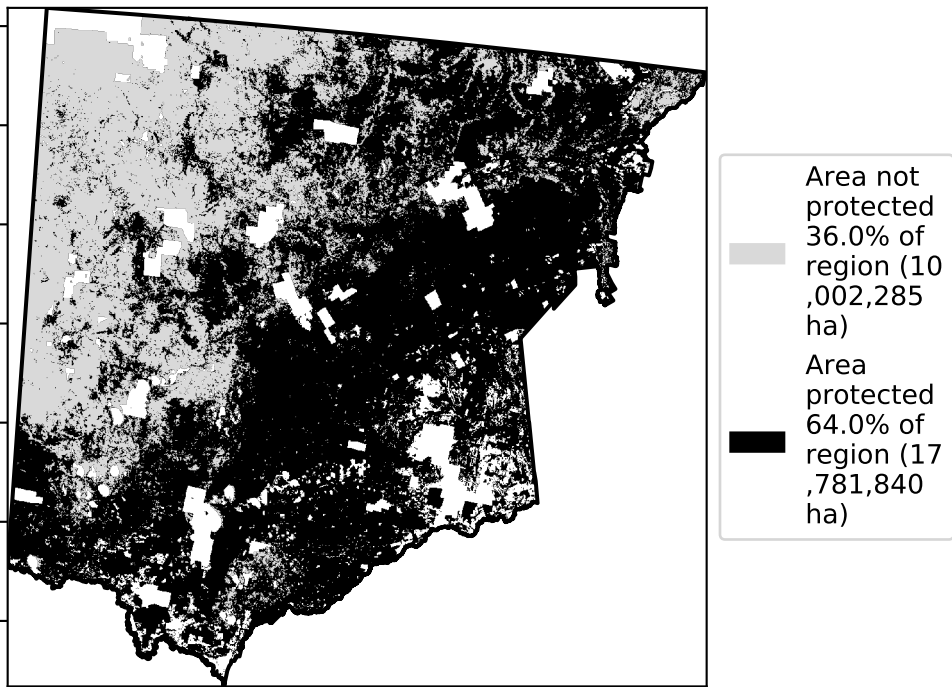 Area not
protected
36.0% of
region (10
,002,285
ha)
Area
protected
64.0% of
region (17
,781,840
ha)